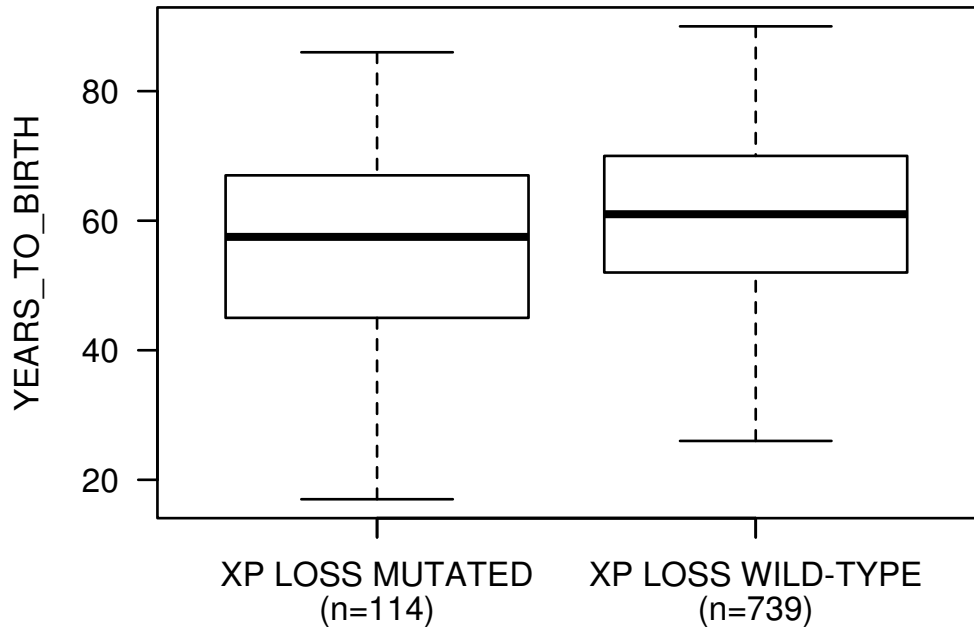 YEARS_TO_BIRTH
80
60
40
20
XP LOSS MUTATED
(n=114)
XP LOSS WILD-TYPE
(n=739)